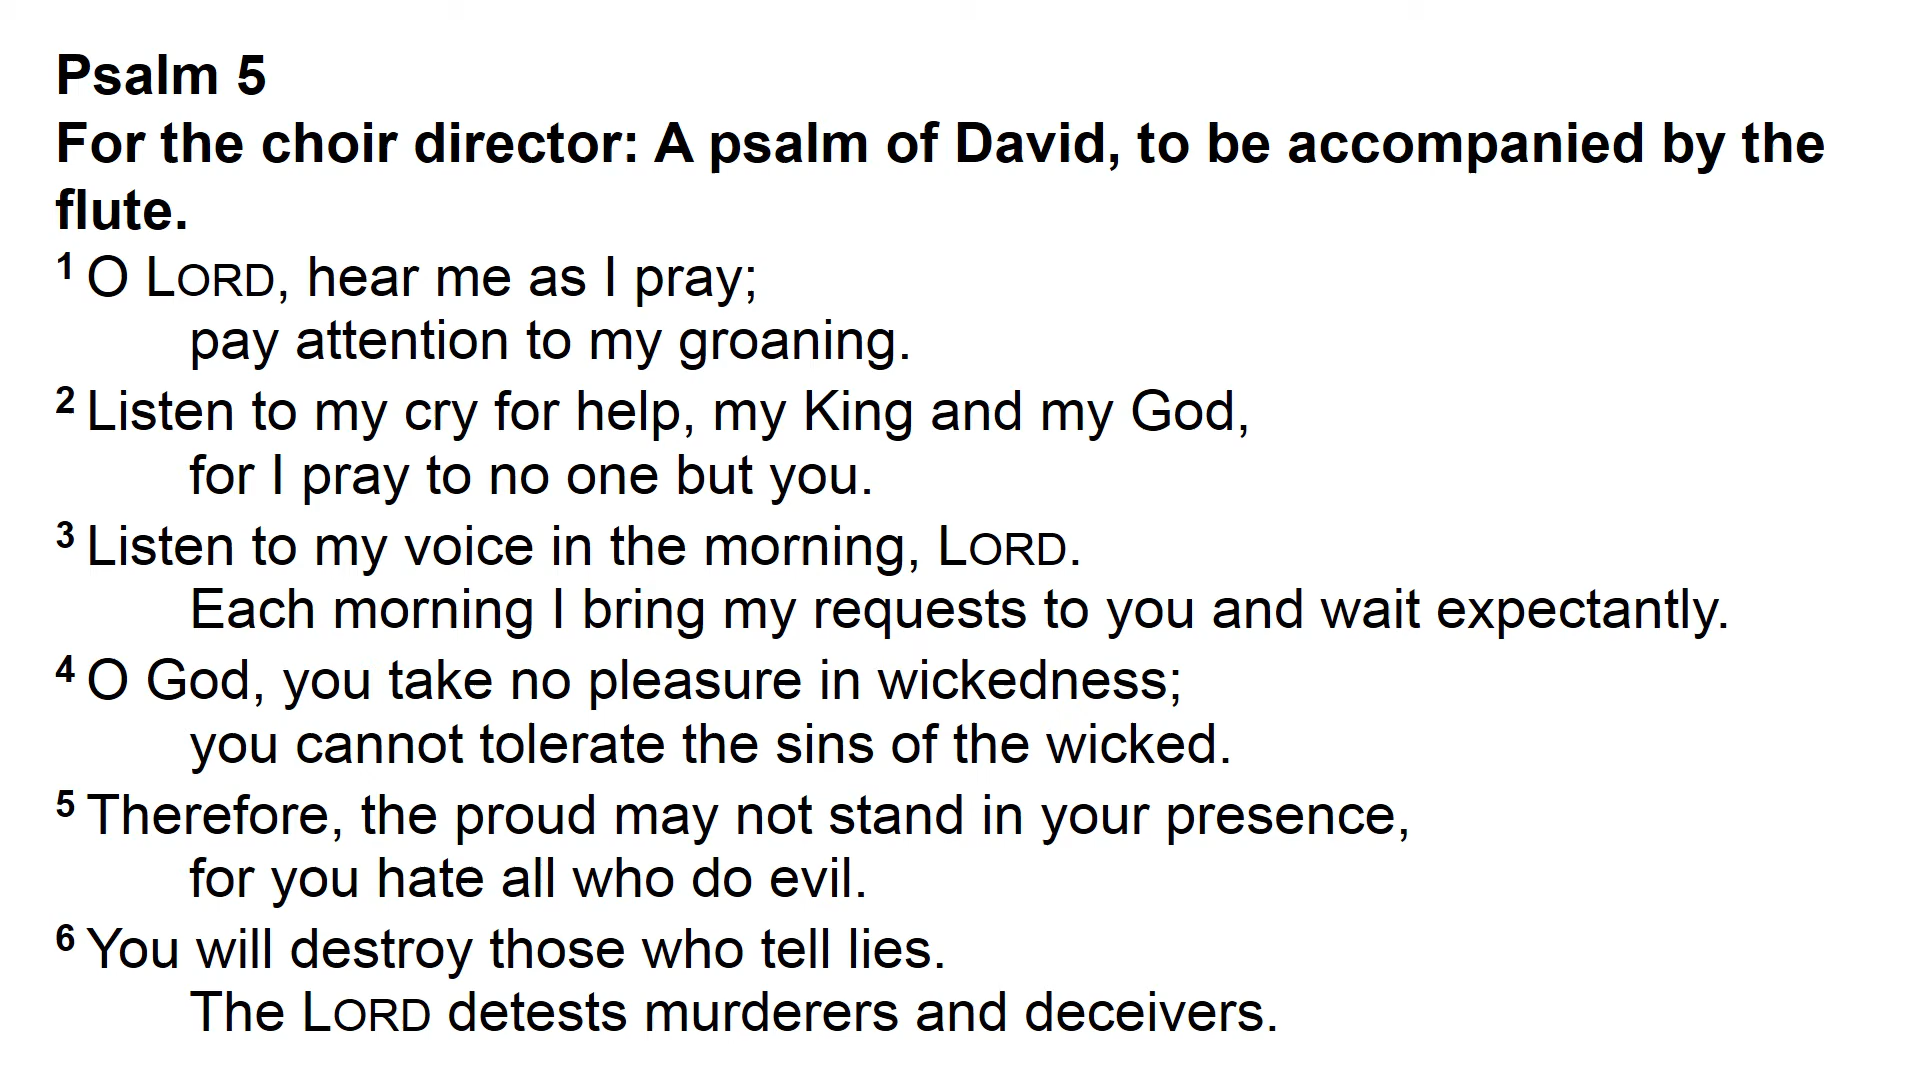 Psalm 5
For the choir director: A psalm of David, to be accompanied by the
flute.
1 O LORD, hear me as I pray;
pay attention to my groaning.
2 Listen to my cry for help, my King and my God,
for I pray to no one but you.
3 Listen to my voice in the morning, LORD.
Each morning I bring my requests to you and wait expectantly.
4 O God, you take no pleasure in wickedness;
you cannot tolerate the sins of the wicked.
5 Therefore, the proud may not stand in your presence,
for you hate all who do evil.
6 You will destroy those who tell lies.
The LORD detests murderers and deceivers.